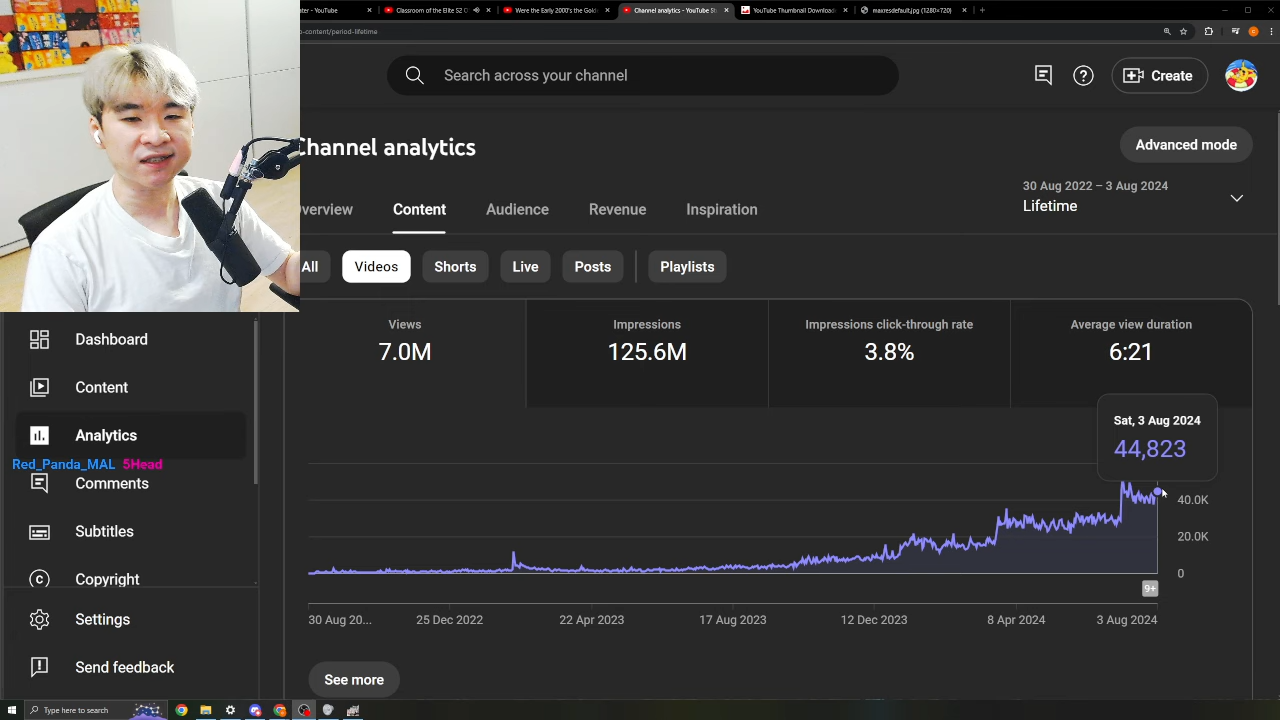 ater - YouTube
Classroom of the Elite S2 C
Were the Early 2000's the Gold
Channel analytics - YouTube St
YouTube Thumbnail Download
maxresdefault.jpg (1280×720)
o-content/period-lifetime
Search across your channel
Create
Channel analytics
Advanced mode
30 Aug 2022 – 3 Aug 2024
Lifetime
Overview
Content
Audience
Revenue
Inspiration
All
Videos
Shorts
Live
Posts
Playlists
Views
7.0M
Impressions
125.6M
Impressions click-through rate
3.8%
Average view duration
6:21
Sat, 3 Aug 2024
44,823
40.0K
20.0K
0
9+
30 Aug 20...
25 Dec 2022
22 Apr 2023
17 Aug 2023
12 Dec 2023
8 Apr 2024
3 Aug 2024
See more
Dashboard
Content
Analytics
Red_Panda_MAL 5Head
Comments
Subtitles
Copyright
Settings
Send feedback
Type here to search